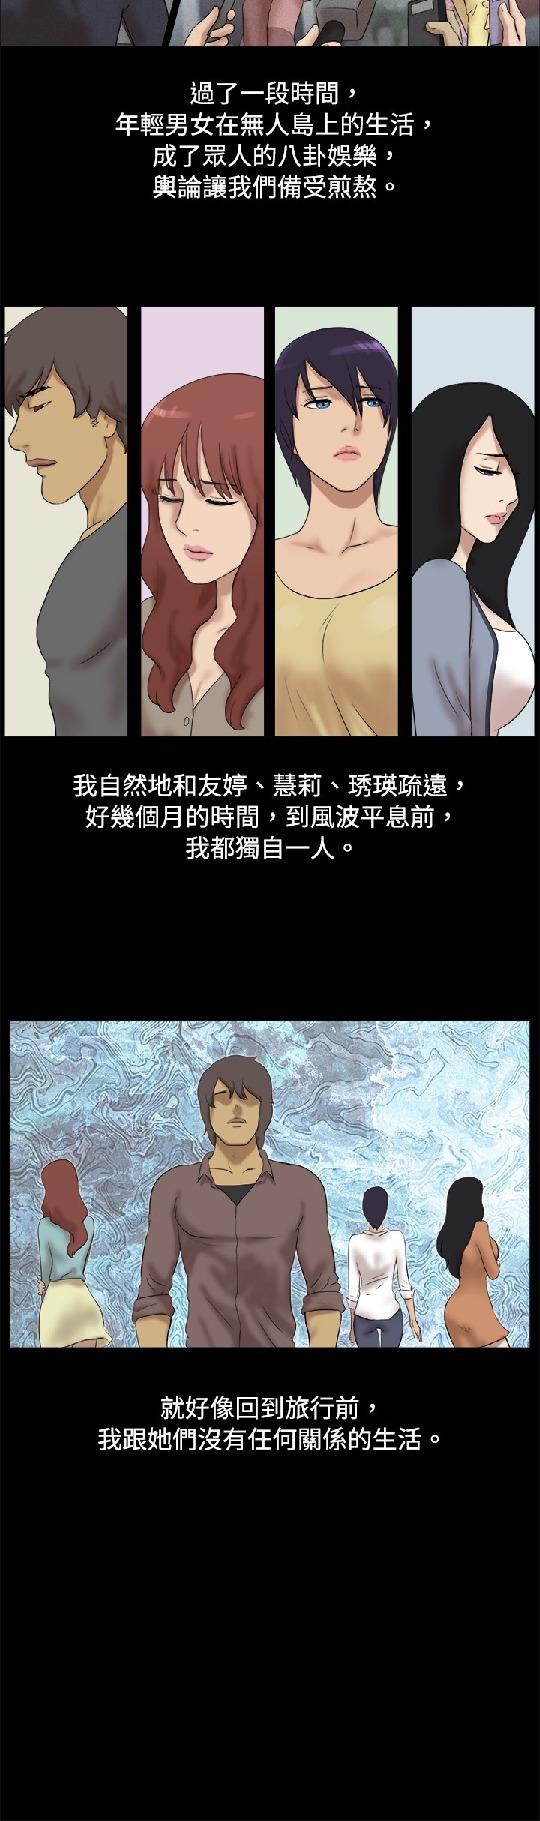 過了一段時間，
年輕男女在無人島上的生活，
成了眾人的八卦娛樂，
輿論讓我們備受煎熬。
我自然地和友婷、慧莉、琇瑛疏遠，
好幾個月的時間，到風波平息前，
我都獨自一人。
就好像回到旅行前，
我跟她們沒有任何關係的生活。